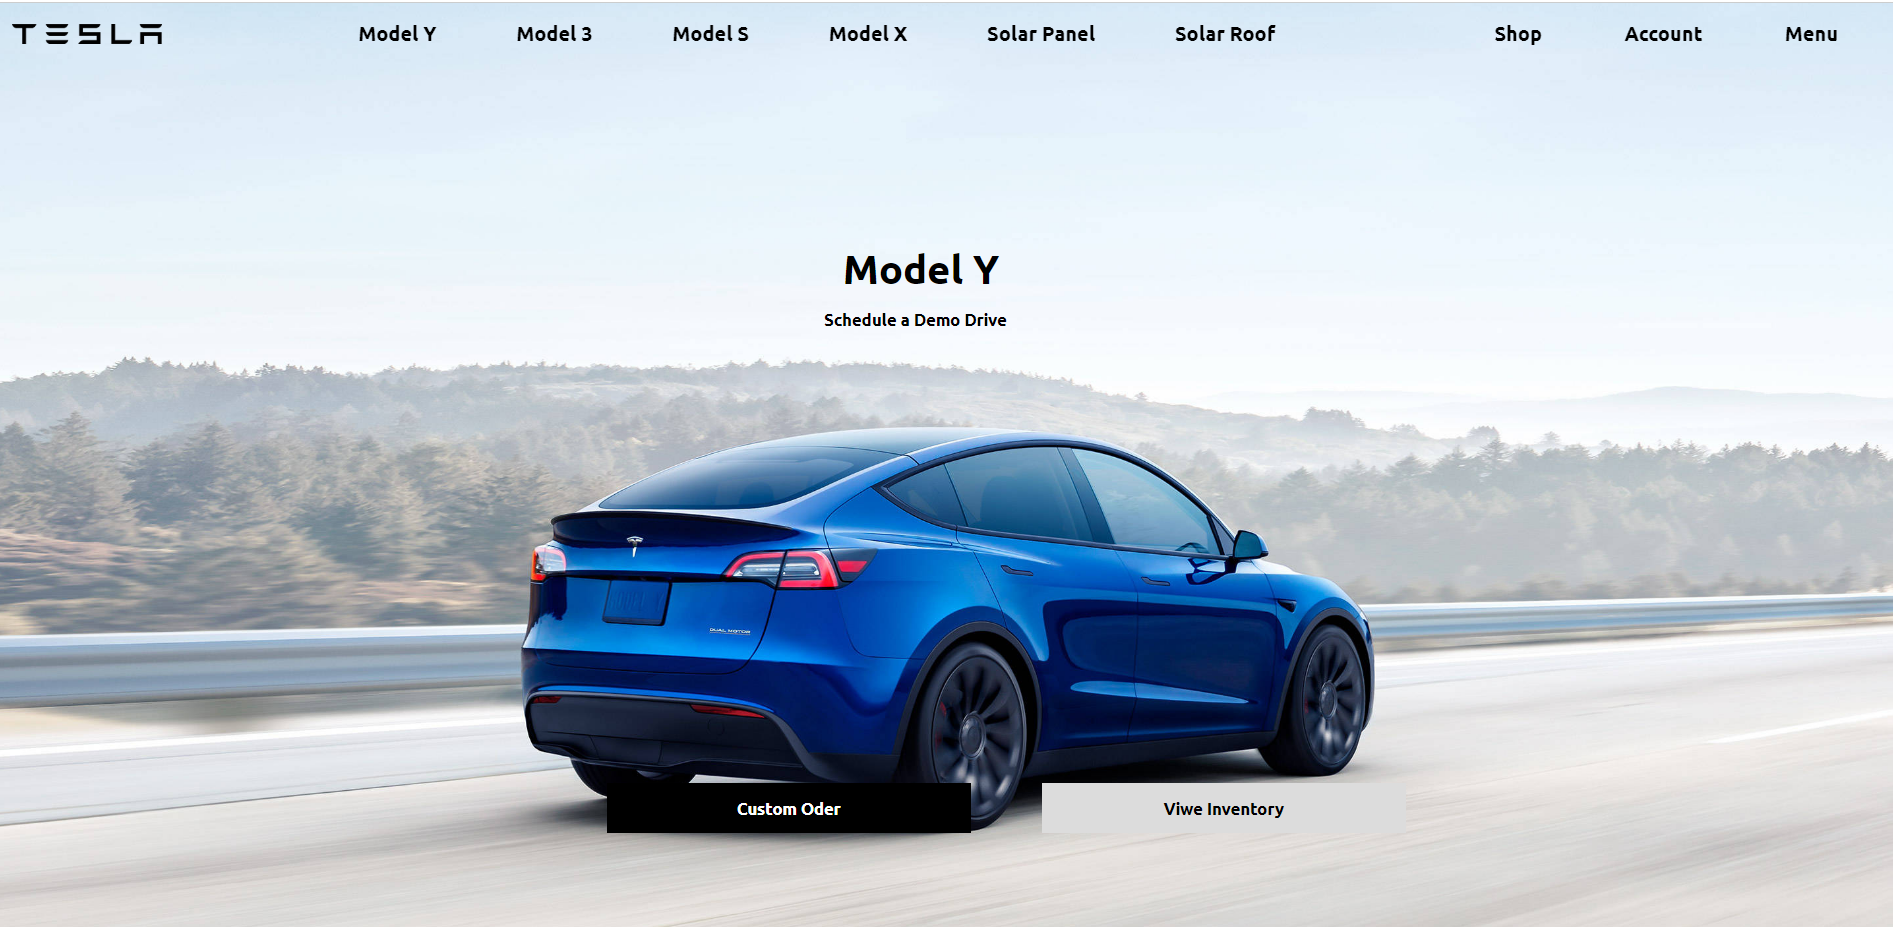 TESLA Model Y Model 3 Model S Model X Solar Panel Solar Roof Shop Account Menu
Model Y
Schedule a Demo Drive
DUAL MOTOR
Custom Oder
Viwe Inventory